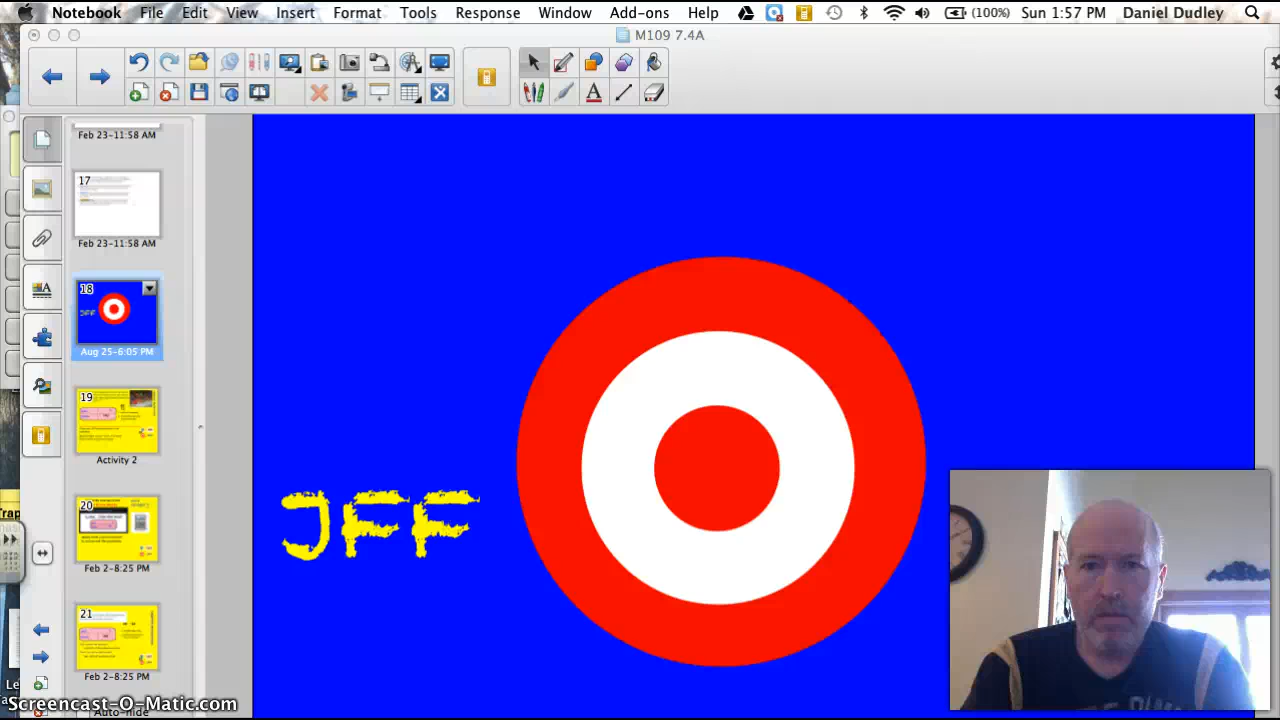 Notebook File Edit View Insert Format Tools Response Window Add-ons Help (100%) Sun 1:57 PM Daniel Dudley
M109 7.4A
Feb 23-11:58 AM
17
Feb 23-11:58 AM
18
JFF
Aug 25-6:05 PM
19
Activity 2
20
Feb 2-8:25 PM
21
Feb 2-8:25 PM
JFF
Screencast-O-Matic.com
Auto-hide